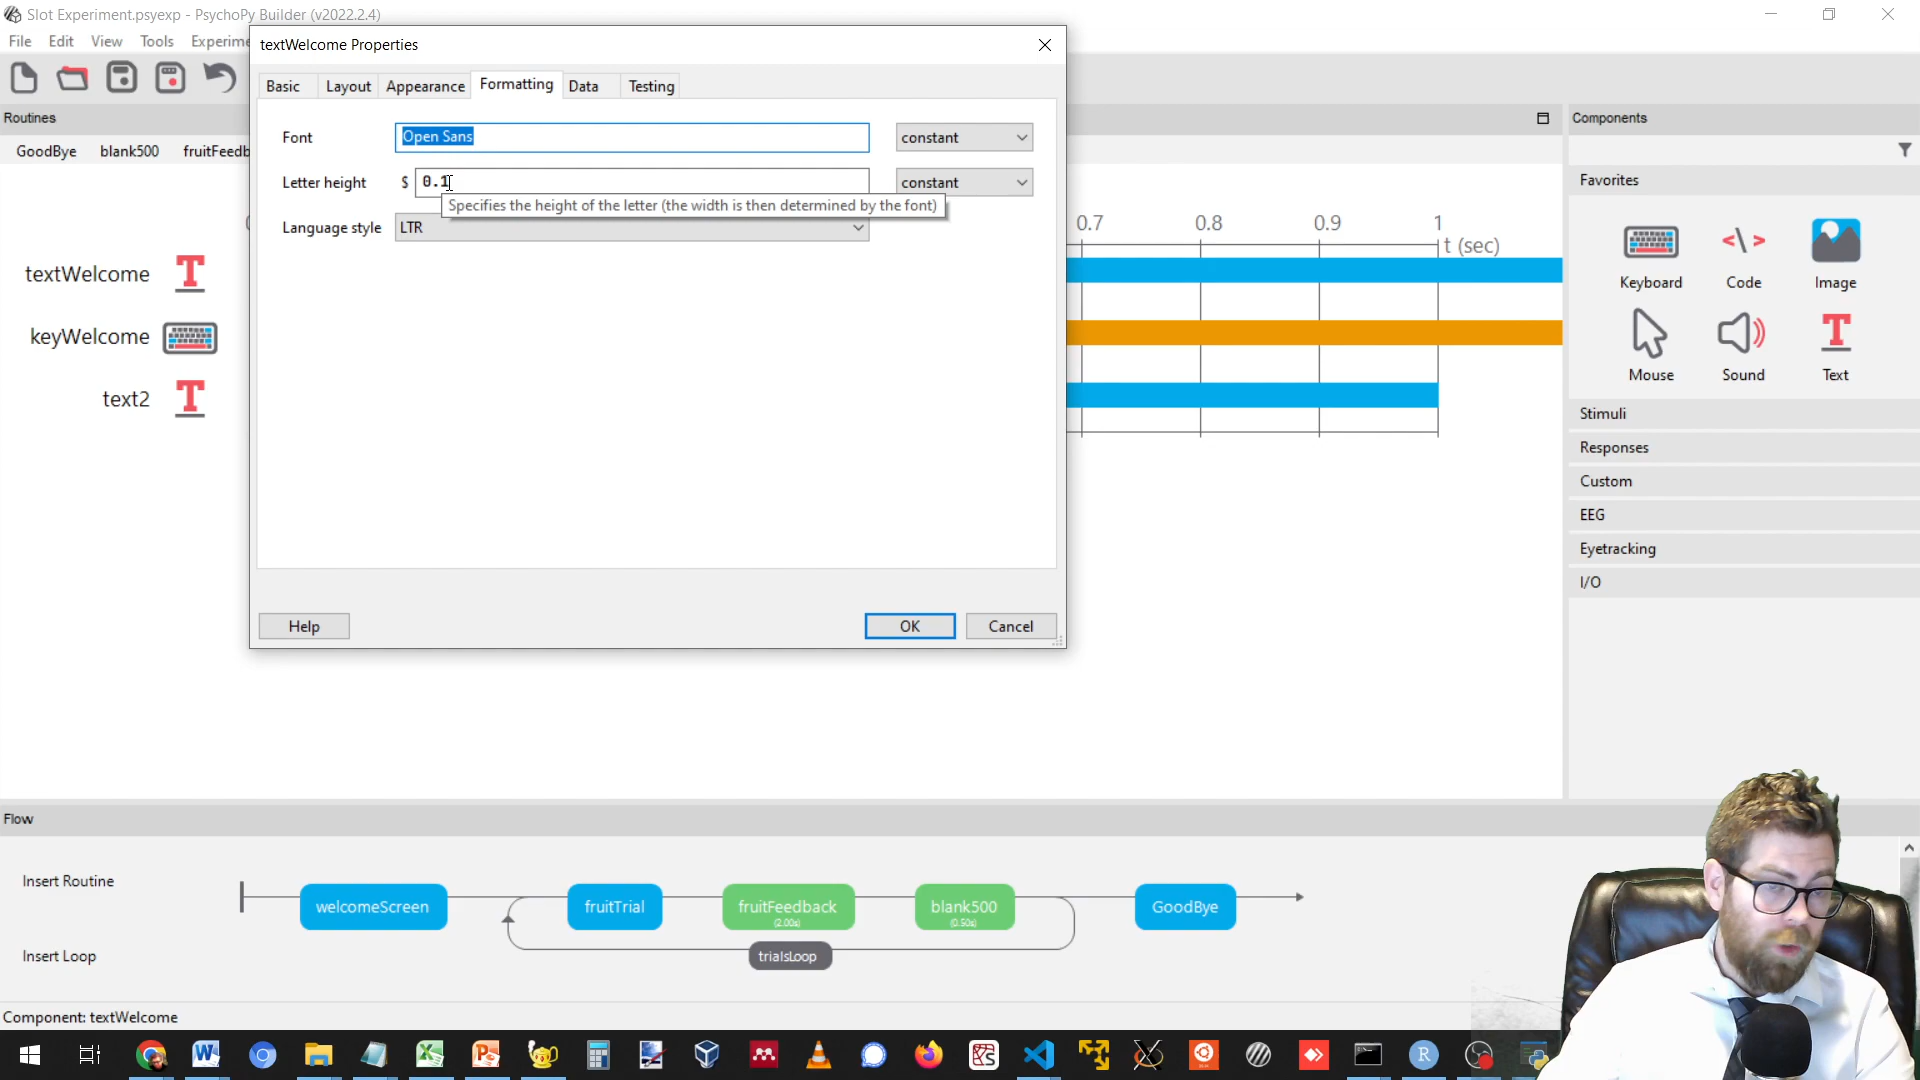 Slot Experiment.psyexp - PsychoPy Builder (v2022.2.4)
File Edit View Tools Experime
textWelcome Properties
Basic Layout Appearance Formatting Data Testing
Font Open Sans constant
Letter height $ 0.1 constant
Specifies the height of the letter (the width is then determined by the font)
Language style LTR
Help OK Cancel
Routines
GoodBye blank500 fruitFeedb
0.7 0.8 0.9 1
t (sec)
textWelcome
keyWelcome
text2
Components
Favorites
Keyboard Code Image
Mouse Sound Text
Stimuli
Responses
Custom
EEG
Eyetracking
I/O
Flow
Insert Routine
Insert Loop
welcomeScreen fruitTrial fruitFeedback blank500 GoodBye
(2.00s) (0.50s)
trialsLoop
Component: textWelcome